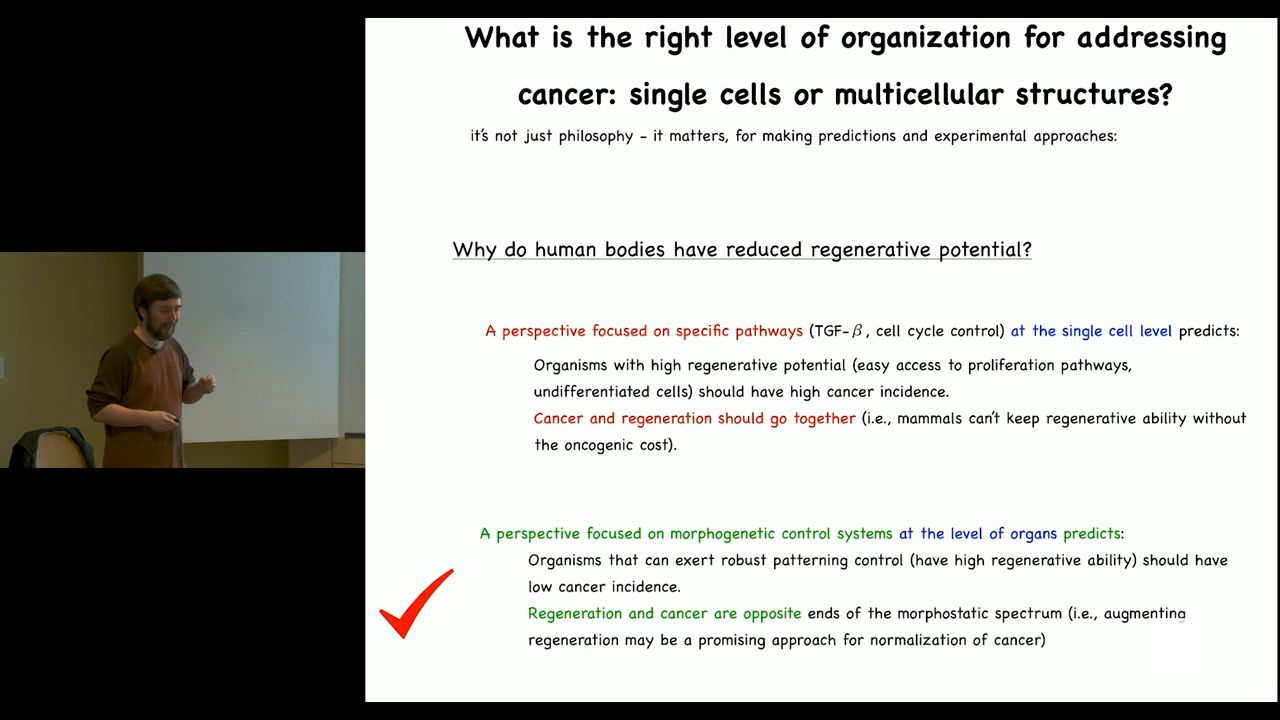 What is the right level of organization for addressing
cancer: single cells or multicellular structures?
it's not just philosophy - it matters, for making predictions and experimental approaches:
Why do human bodies have reduced regenerative potential?
A perspective focused on specific pathways (TGF-β, cell cycle control) at the single cell level predicts:
Organisms with high regenerative potential (easy access to proliferation pathways,
undifferentiated cells) should have high cancer incidence.
Cancer and regeneration should go together (i.e., mammals can't keep regenerative ability without
the oncogenic cost).
A perspective focused on morphogenetic control systems at the level of organs predicts:
Organisms that can exert robust patterning control (have high regenerative ability) should have
low cancer incidence.
Regeneration and cancer are opposite ends of the morphostatic spectrum (i.e., augmenting
regeneration may be a promising approach for normalization of cancer)